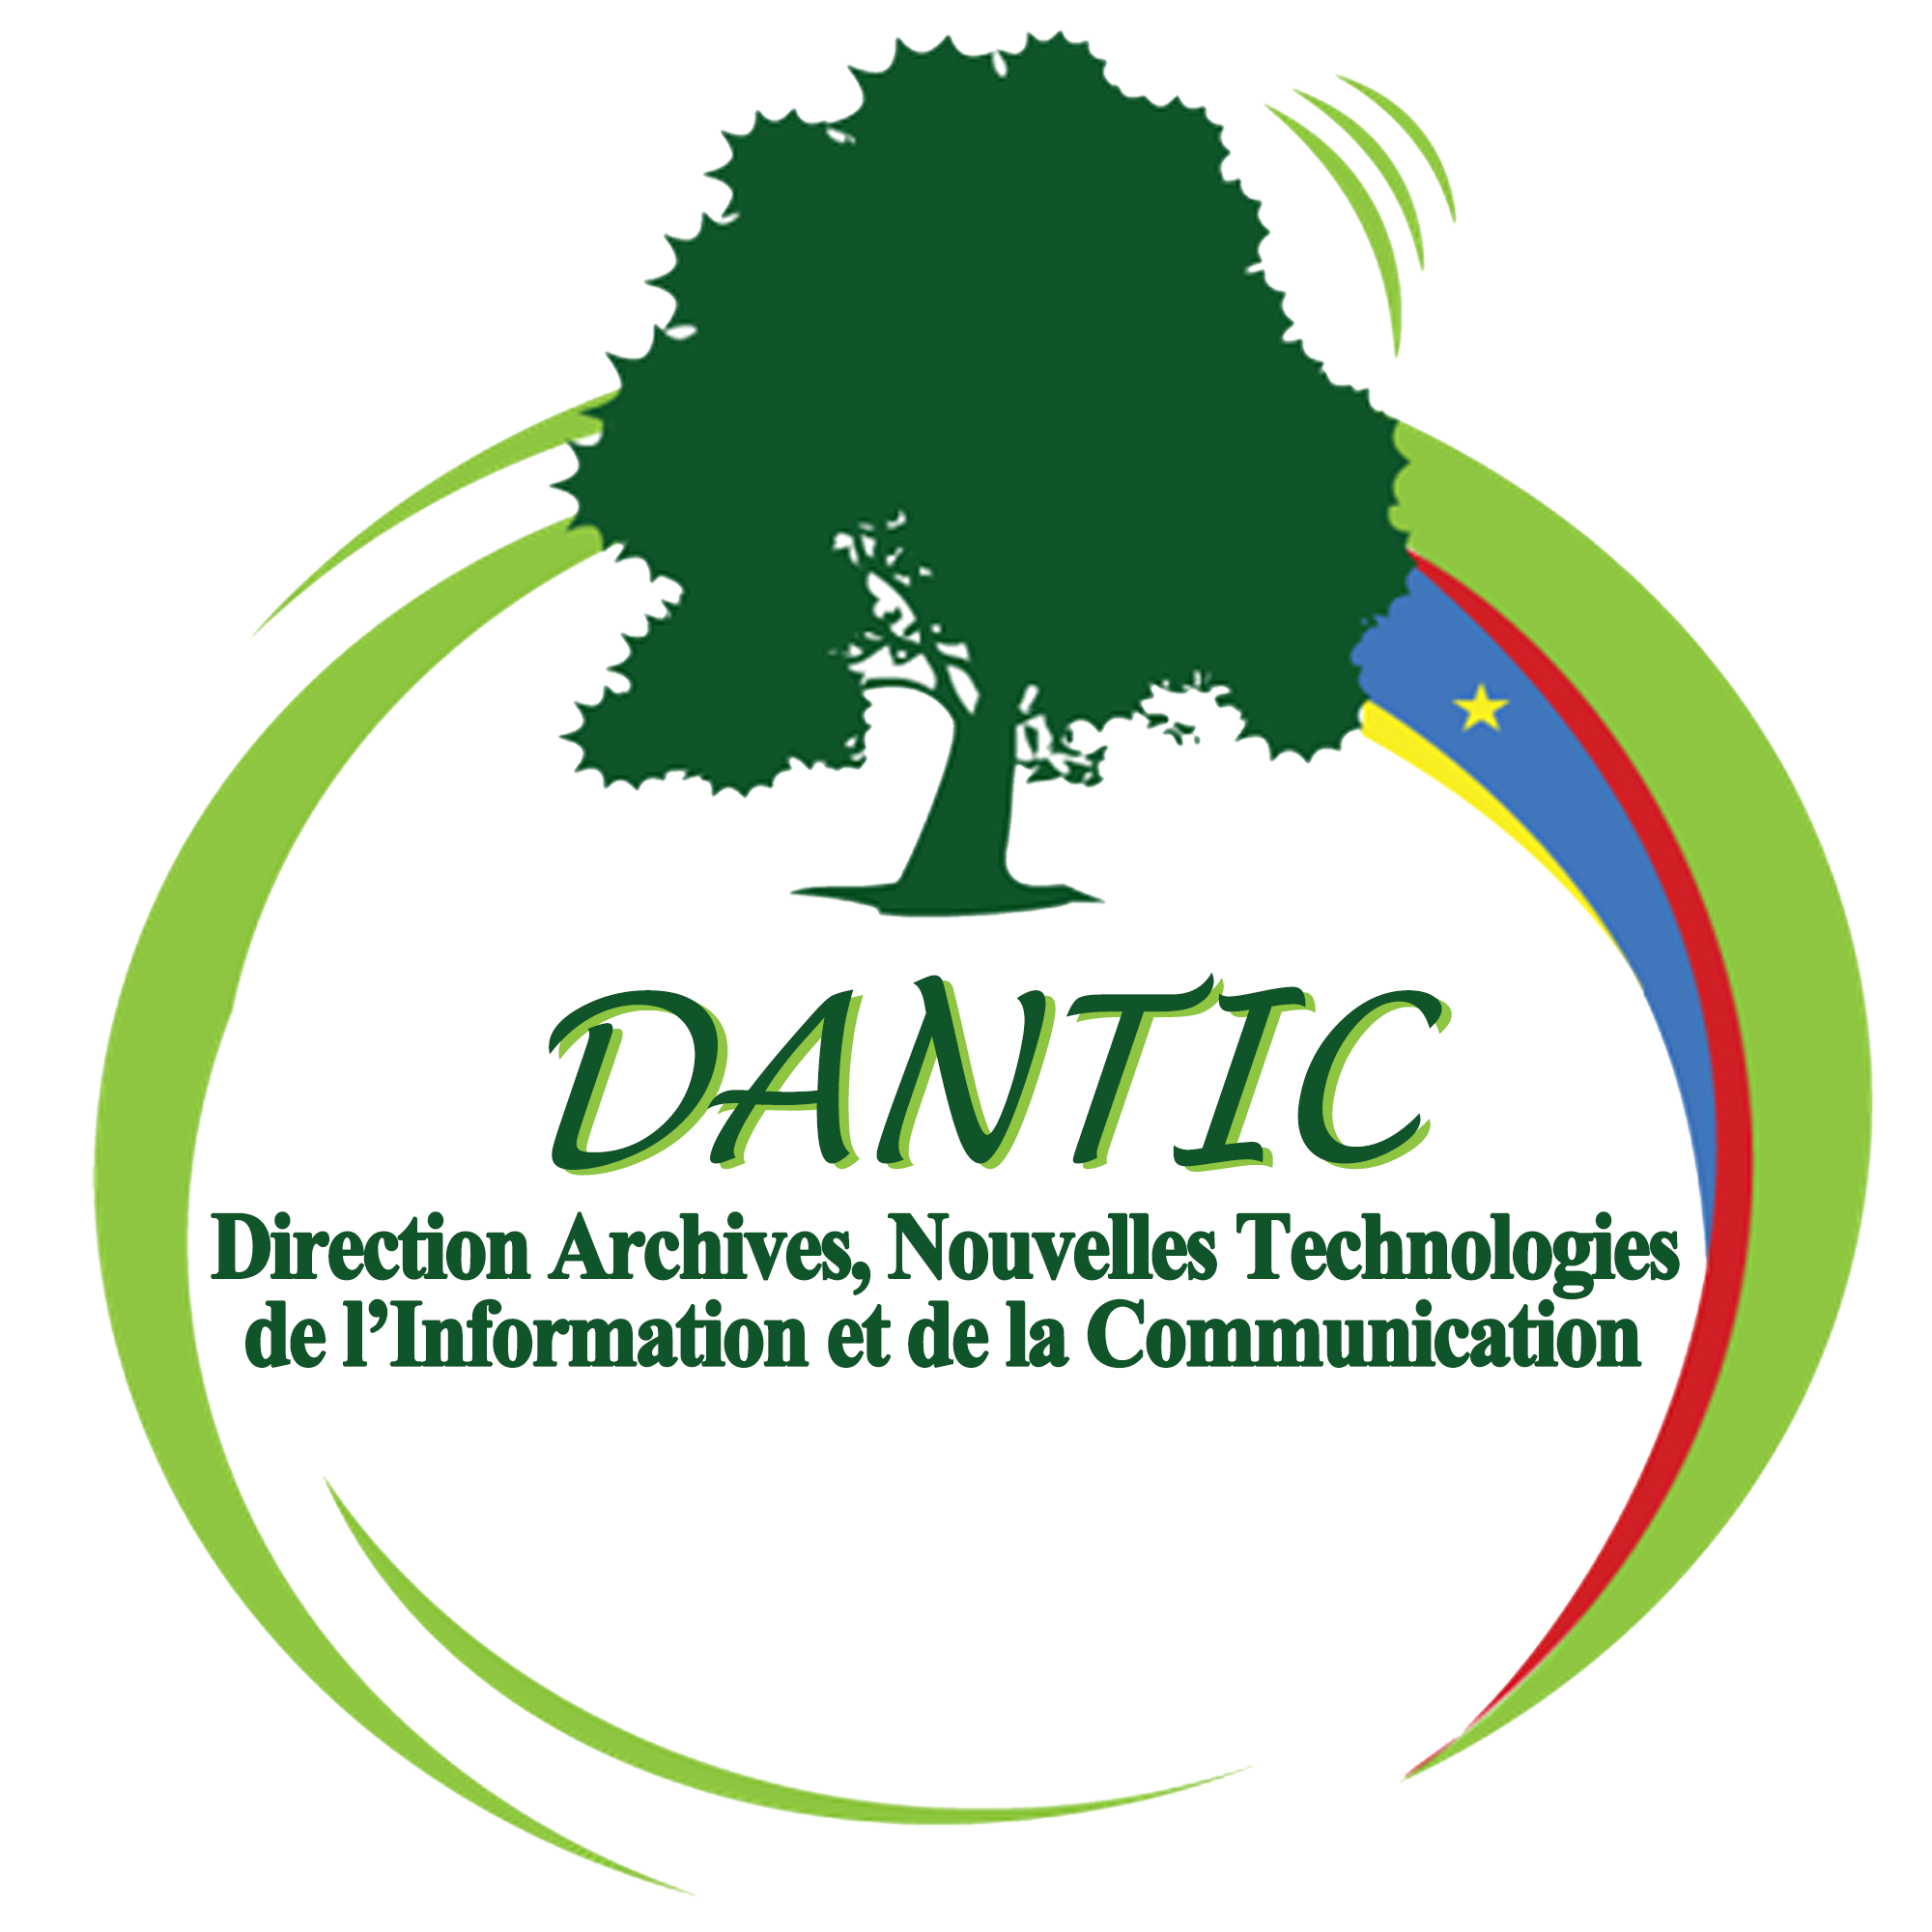 DANTIC
Direction Archives, Nouvelles Technologies
de l’Information et de la Communication